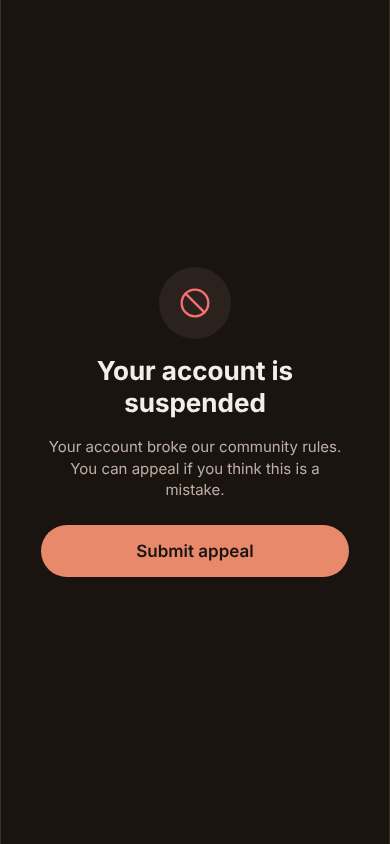 Your account is
suspended
Your account broke our community rules.
You can appeal if you think this is a
mistake.
Submit appeal